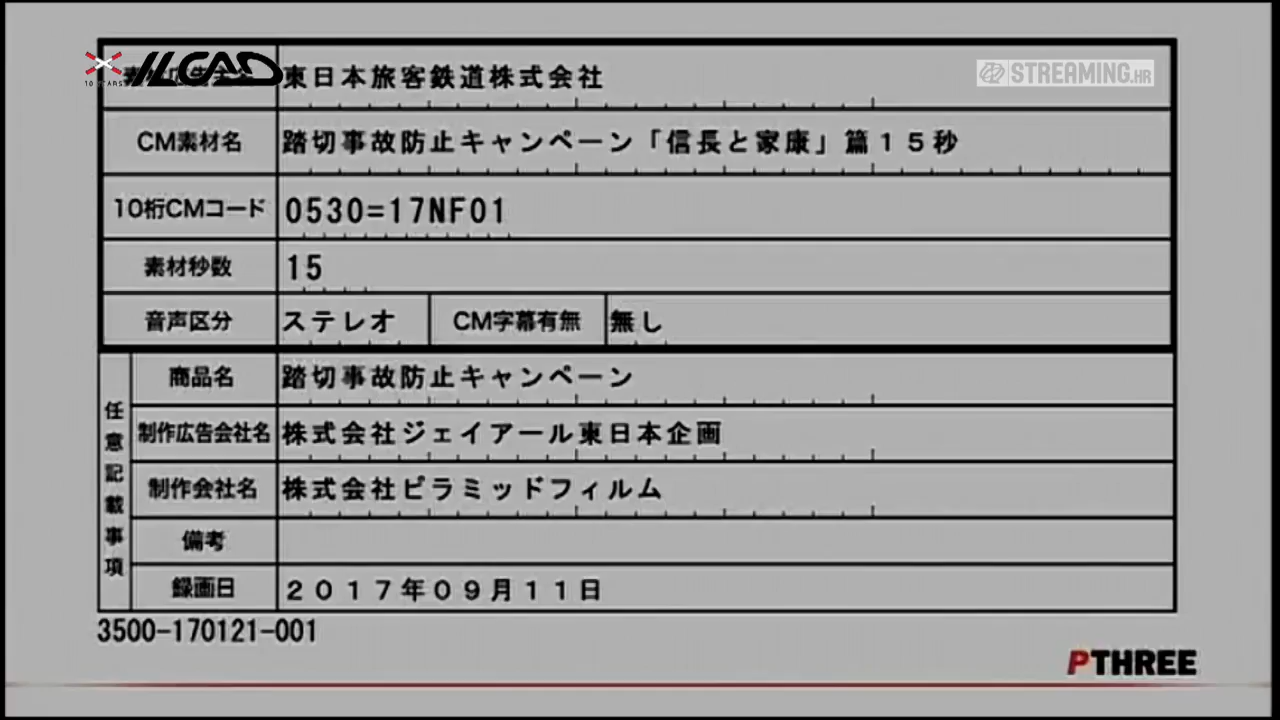 ILCAD
10 YEARS
STREAMING.HR
東日本旅客鉄道株式会社
CM素材名 踏切事故防止キャンペーン「信長と家康」篇１５秒
10桁CMコード 0530=17NF01
素材秒数 15
音声区分 ステレオ CM字幕有無 無し
任意記載事項
商品名 踏切事故防止キャンペーン
制作広告会社名 株式会社ジェイアール東日本企画
制作会社名 株式会社ピラミッドフィルム
備考
録画日 ２０１７年０９月１１日
3500-170121-001
PTHREE